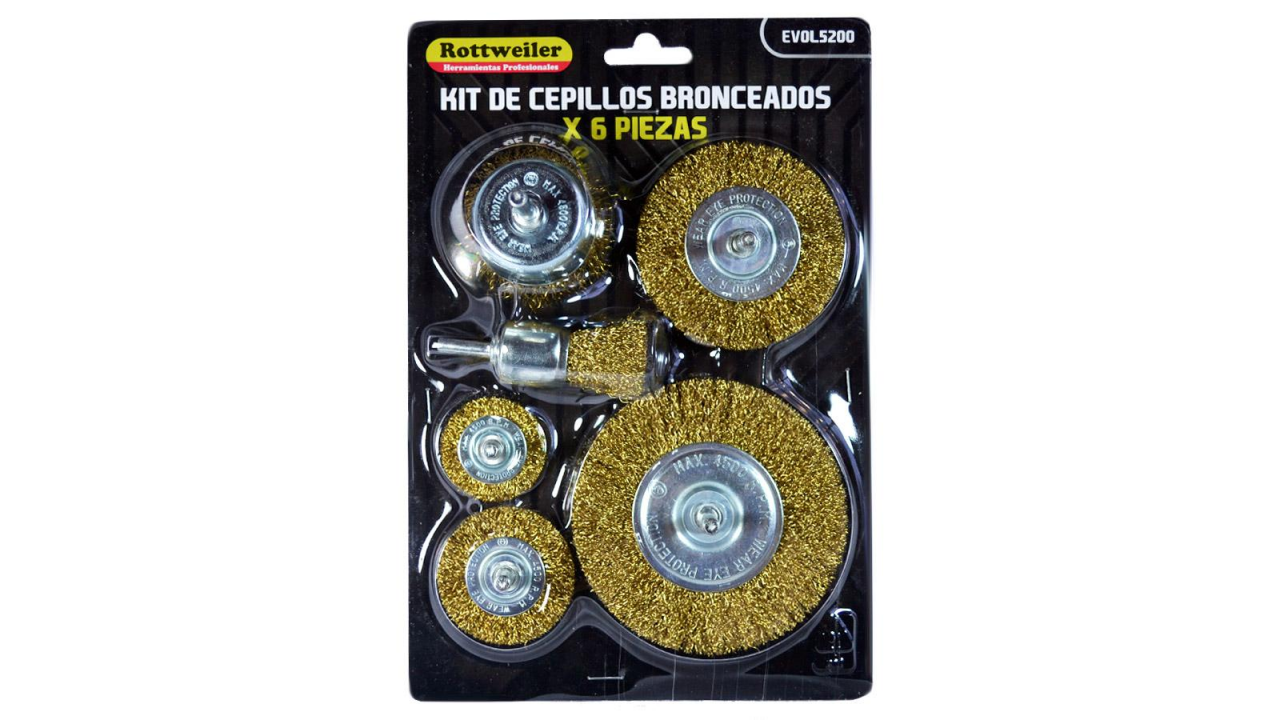 Rottweiler
Herramientas Profesionales
EVOL5200
KIT DE CEPILLOS BRONCEADOS
X 6 PIEZAS
WEAR EYE PROTECTION MAX 4500 R.P.M.
WEAR EYE PROTECTION MAX. 4500 R.P.M.
MAX 4500 R.P.M.
PROTECTION
MAX. 4500 R.P.M. WEAR EYE PROTECTION
WEAR EYE PROTECTION MAX. 4500 R.P.M.